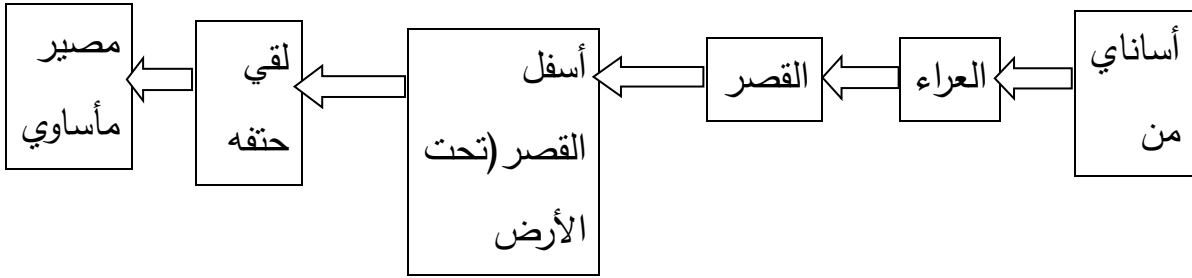 أساناي
من
العراء
القصر
أسفل
القصر (تحت
الأرض
لقي
حتفه
مصير
مأساوي